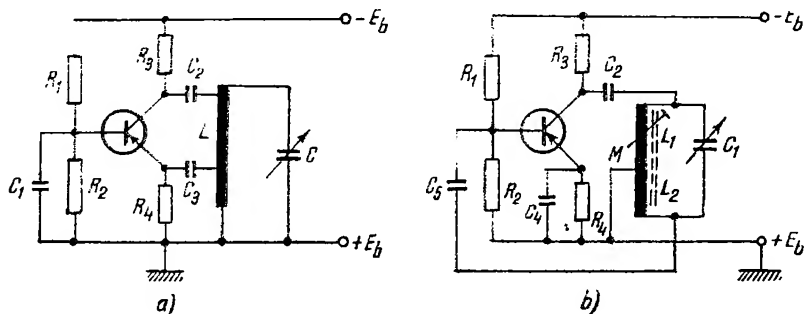 − E_b
R_1
R_3
C_2
L
C
C_1
R_2
C_3
R_4
+ E_b
a)
− E_b
R_1
R_3
C_2
M
L_1
C_1
L_2
C_5
R_2
C_4
R_4
+ E_b
b)